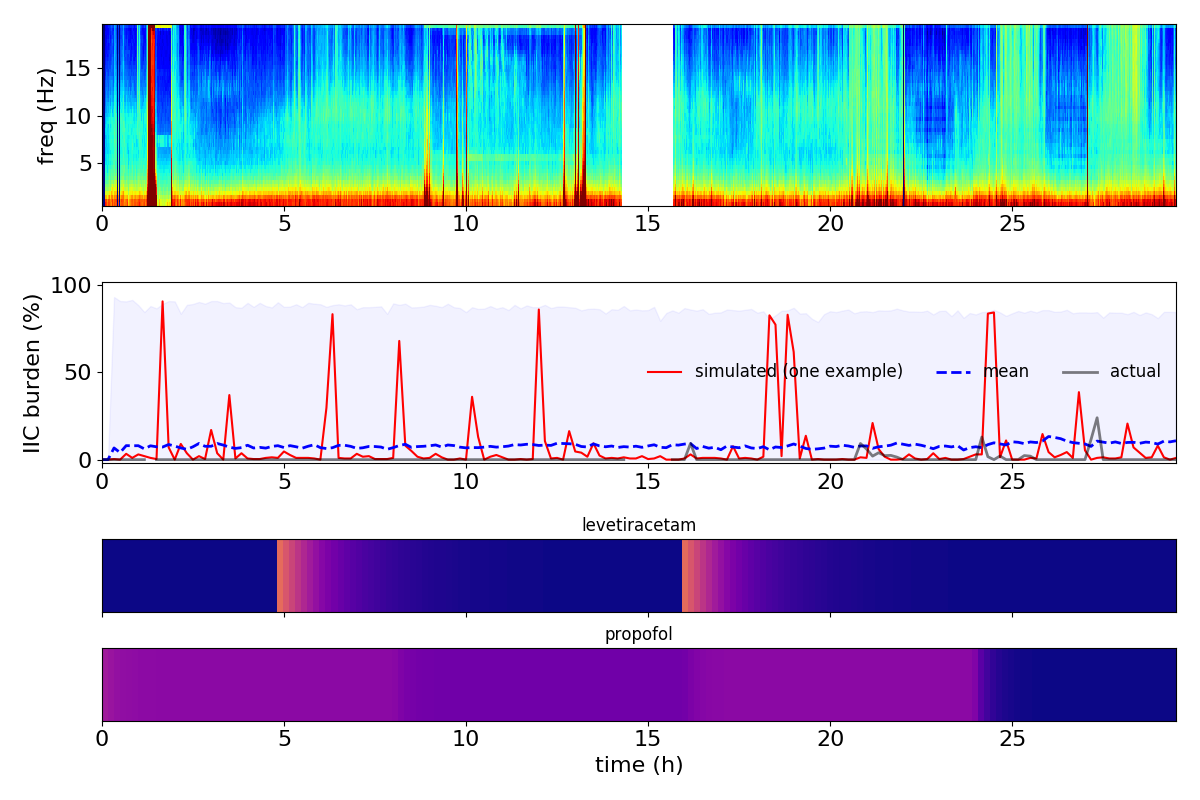 freq (Hz)
15
10
5
0 5 10 15 20 25
IIC burden (%)
100
50
0
simulated (one example) mean actual
0 5 10 15 20 25
levetiracetam
propofol
0 5 10 15 20 25
time (h)